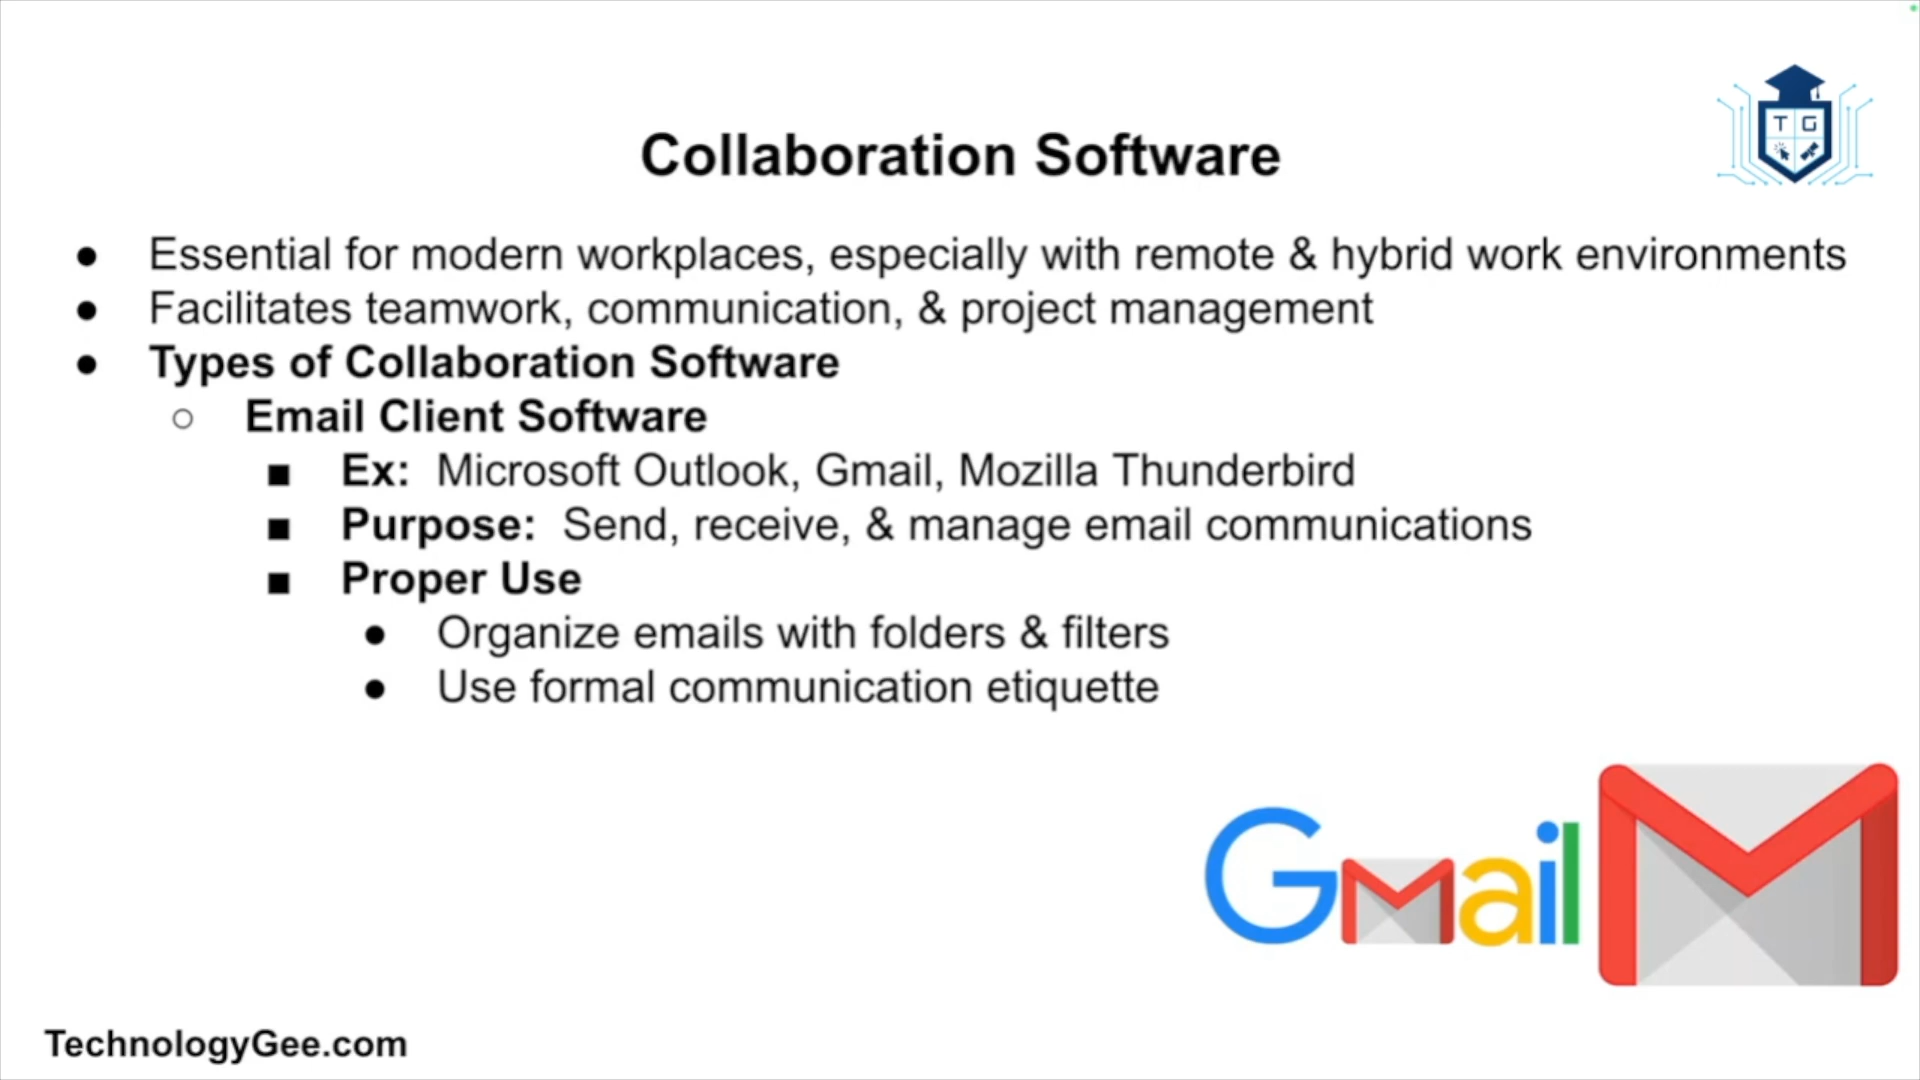 T G
Collaboration Software
● Essential for modern workplaces, especially with remote & hybrid work environments
● Facilitates teamwork, communication, & project management
● Types of Collaboration Software
○ Email Client Software
■ Ex: Microsoft Outlook, Gmail, Mozilla Thunderbird
■ Purpose: Send, receive, & manage email communications
■ Proper Use
● Organize emails with folders & filters
● Use formal communication etiquette
Gmail
TechnologyGee.com